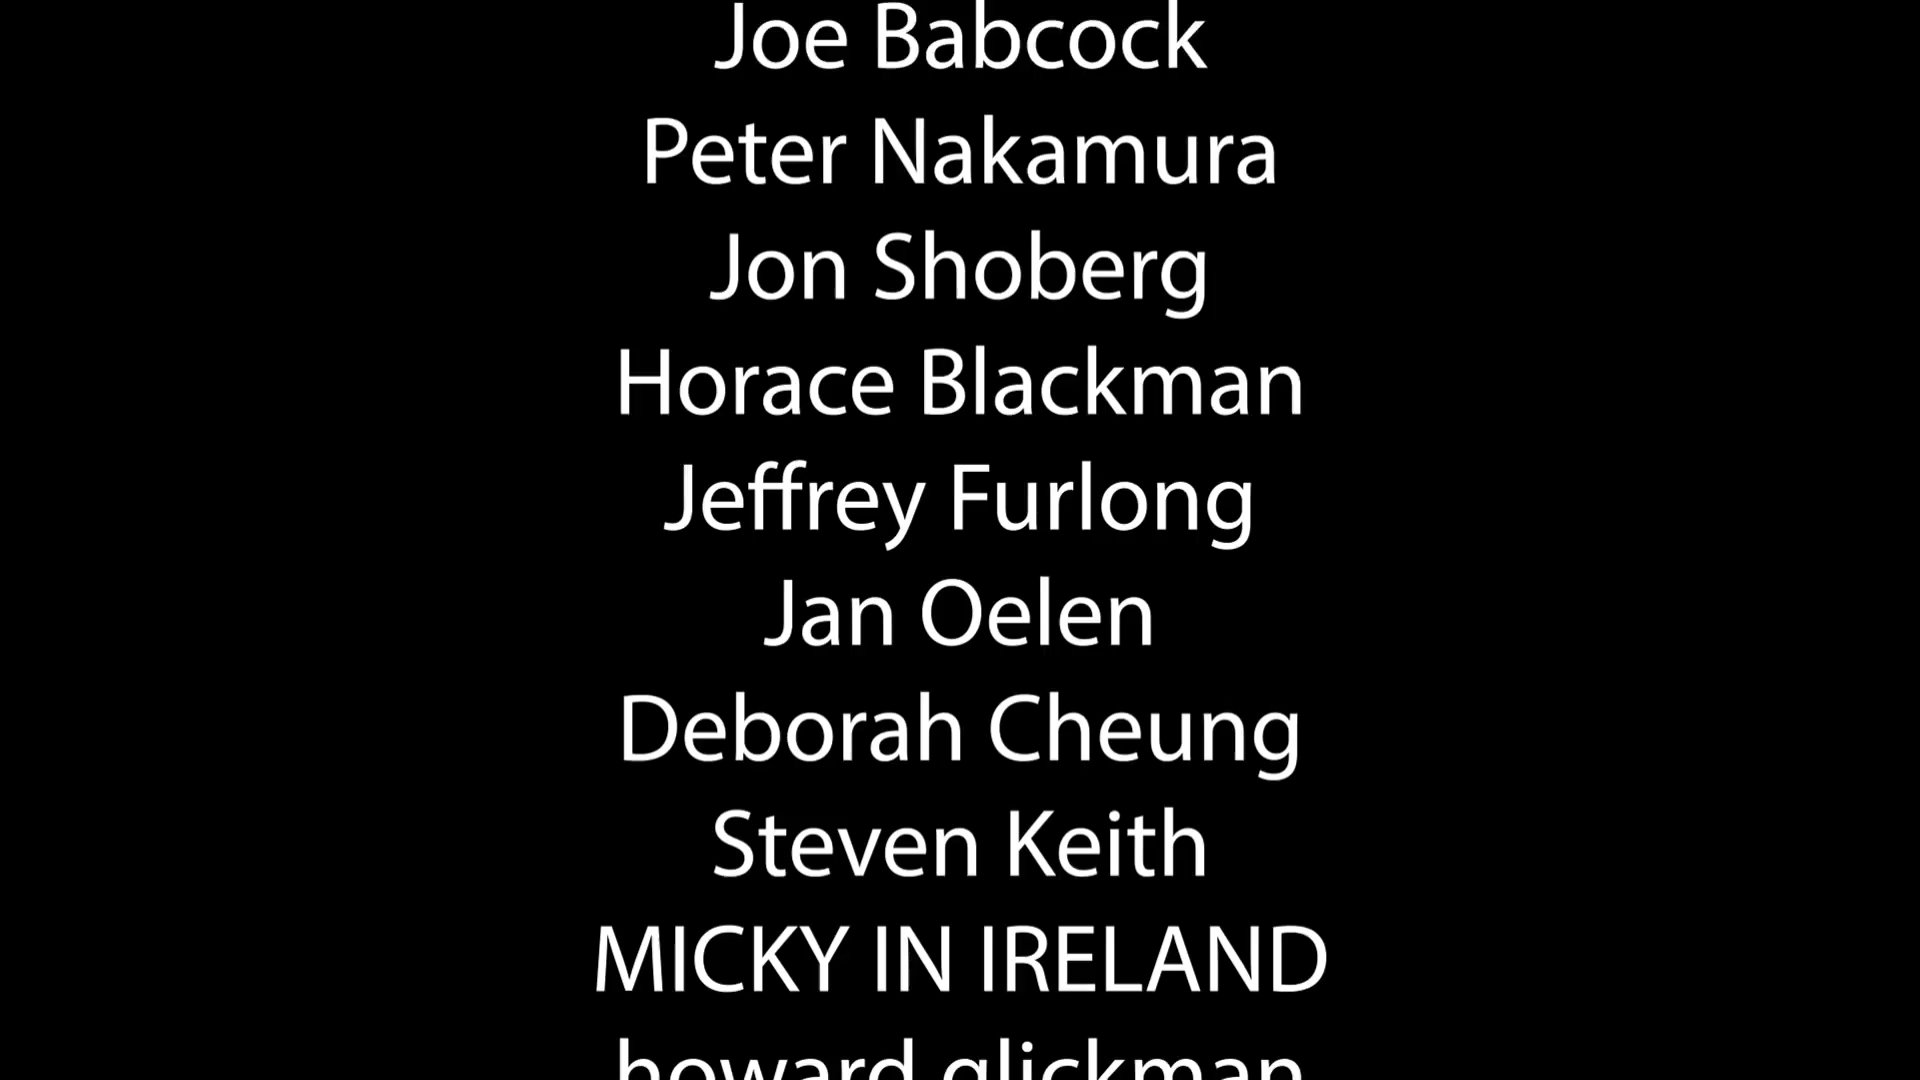 Joe Babcock
Peter Nakamura
Jon Shoberg
Horace Blackman
Jeffrey Furlong
Jan Oelen
Deborah Cheung
Steven Keith
MICKY IN IRELAND
howard glickman